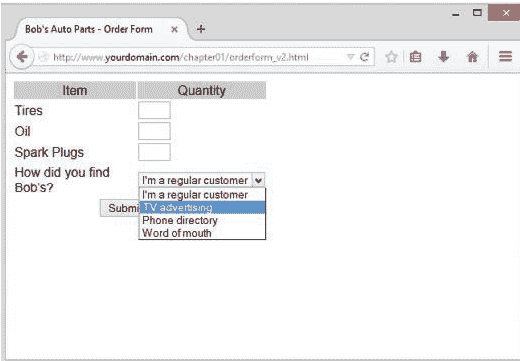 Bob's Auto Parts - Order Form
http://www.yourdomain.com/chapter01/orderform_v2.html
Item Quantity
Tires
Oil
Spark Plugs
How did you find
Bob's?
I'm a regular customer
I'm a regular customer
TV advertising
Phone directory
Word of mouth
Submi